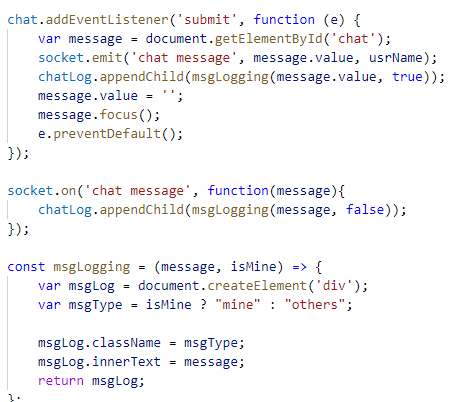 chat.addEventListener('submit', function (e) {
    var message = document.getElementById('chat');
    socket.emit('chat message', message.value, usrName);
    chatLog.appendChild(msgLogging(message.value, true));
    message.value = '';
    message.focus();
    e.preventDefault();
});

socket.on('chat message', function(message){
    chatLog.appendChild(msgLogging(message, false));
});

const msgLogging = (message, isMine) => {
    var msgLog = document.createElement('div');
    var msgType = isMine ? "mine" : "others";

    msgLog.className = msgType;
    msgLog.innerText = message;
    return msgLog;
};